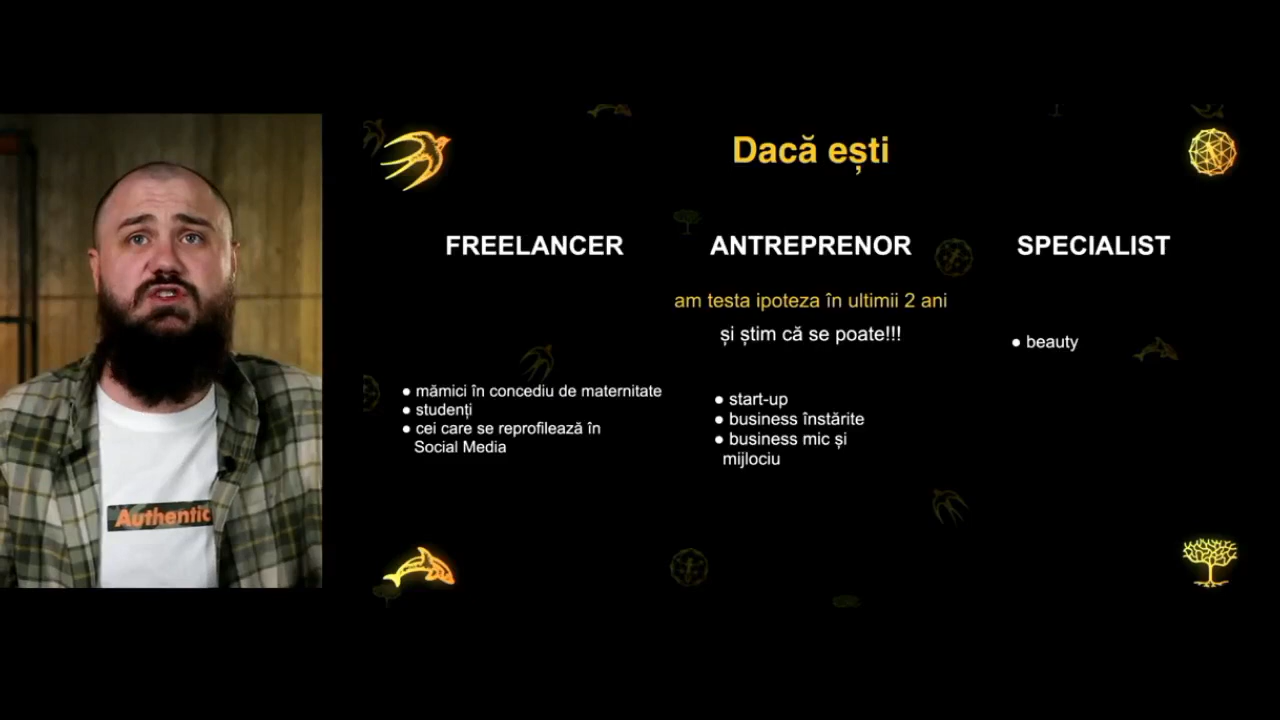 Dacă ești
FREELANCER
ANTREPRENOR
SPECIALIST
am testa ipoteza în ultimii 2 ani
și știm că se poate!!!
● beauty
● mămici în concediu de maternitate
● studenți
● cei care se reprofilează în
Social Media
● start-up
● business înstărite
● business mic și
mijlociu
Authentic